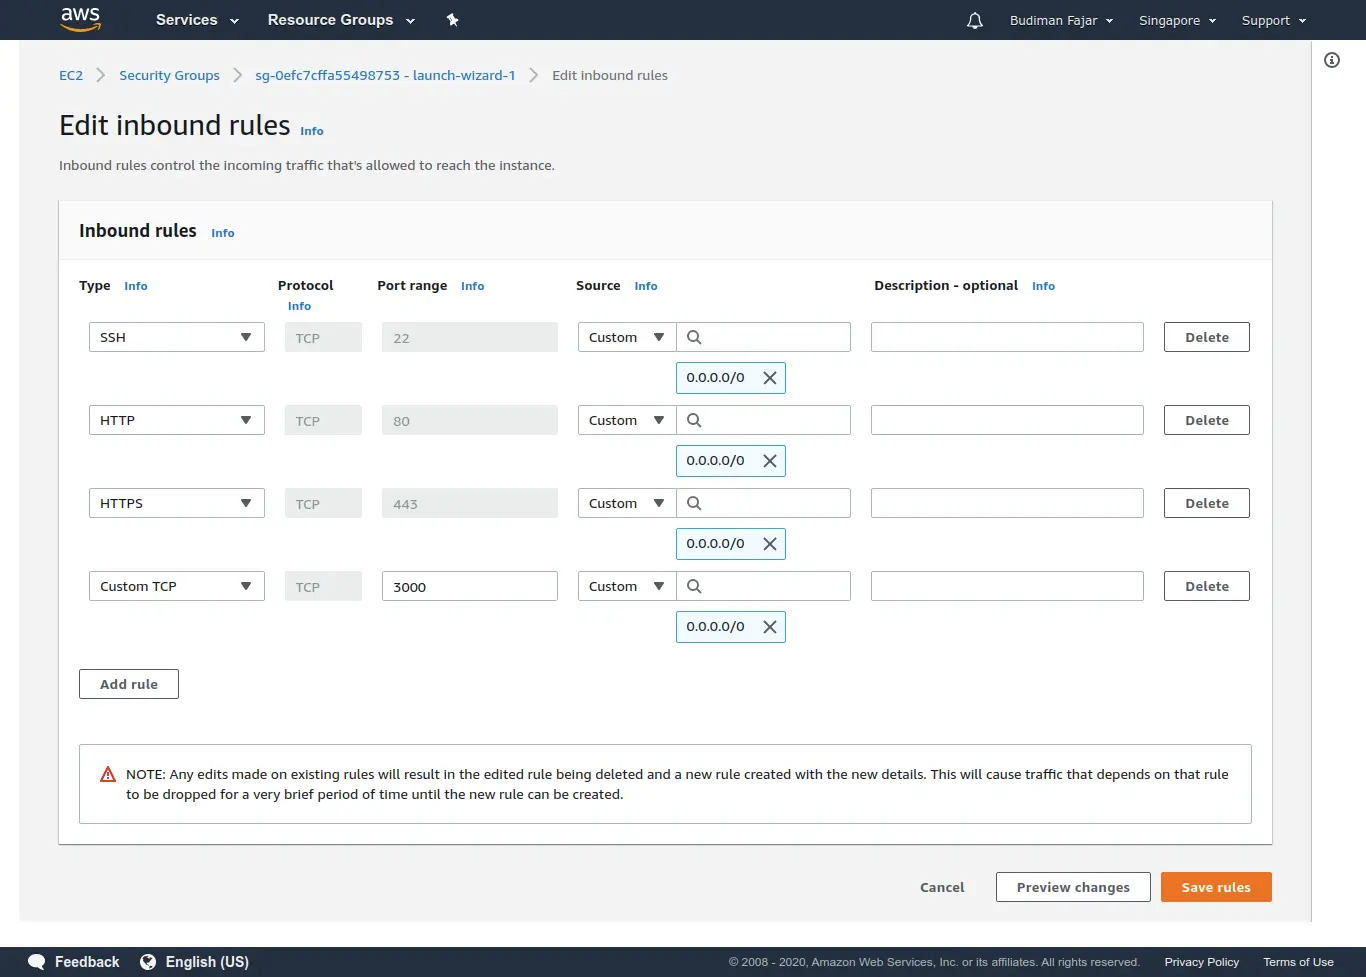 aws Services Resource Groups Budiman Fajar Singapore Support
EC2 Security Groups sg-0efc7cffa55498753 - launch-wizard-1 Edit inbound rules
Edit inbound rules Info
Inbound rules control the incoming traffic that's allowed to reach the instance.
Inbound rules Info
Type Info Protocol Info Port range Info Source Info Description - optional Info
SSH TCP 22 Custom Delete
0.0.0.0/0
HTTP TCP 80 Custom Delete
0.0.0.0/0
HTTPS TCP 443 Custom Delete
0.0.0.0/0
Custom TCP TCP 3000 Custom Delete
0.0.0.0/0
Add rule
NOTE: Any edits made on existing rules will result in the edited rule being deleted and a new rule created with the new details. This will cause traffic that depends on that rule
to be dropped for a very brief period of time until the new rule can be created.
Cancel Preview changes Save rules
Feedback English (US) © 2008 - 2020, Amazon Web Services, Inc. or its affiliates. All rights reserved. Privacy Policy Terms of Use